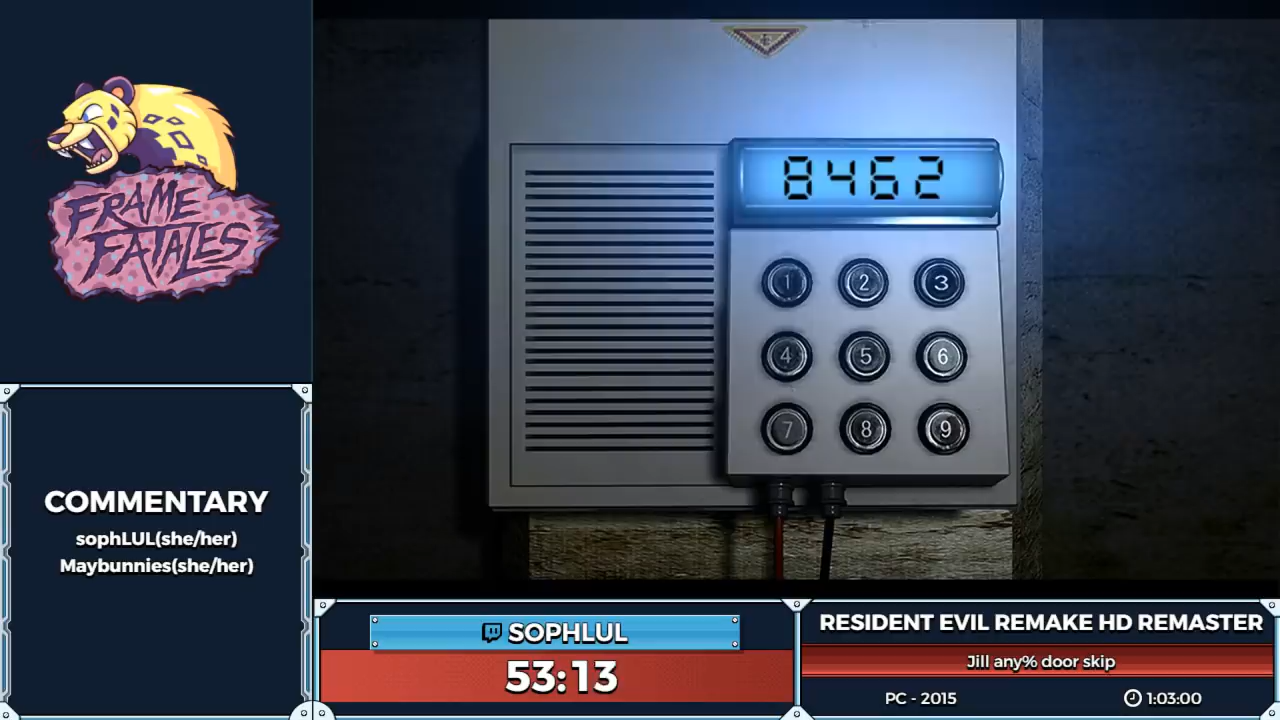 FRAME
FATALES
8462
1 2 3
4 5 6
7 8 9
COMMENTARY
sophLUL(she/her)
Maybunnies(she/her)
SOPHLUL
53:13
RESIDENT EVIL REMAKE HD REMASTER
Jill any% door skip
PC - 2015
1:03:00